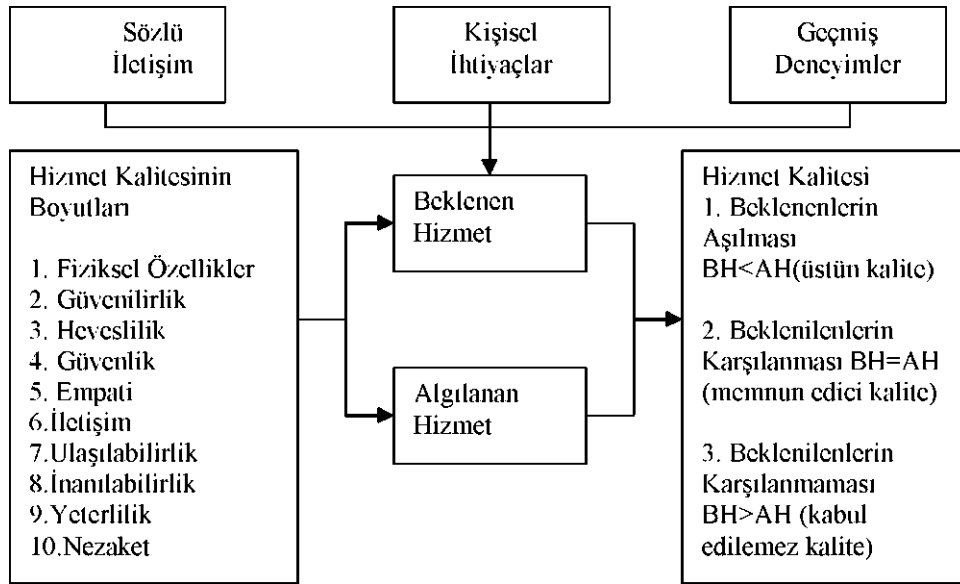 Sözlü
İletişim
Kişisel
İhtiyaçlar
Geçmiş
Deneyimler
Hizmet Kalitesinin
Boyutları
1. Fiziksel Özellikler
2. Güvenilirlik
3. Heveslilik
4. Güvenlik
5. Empati
6.İletişim
7.Ulaşılabilirlik
8.İnanılabilirlik
9.Yeterlilik
10.Nezaket
Beklenen
Hizmet
Algılanan
Hizmet
Hizmet Kalitesi
1. Beklenenlerin
Aşılması
BH<AH(üstün kalite)
2. Beklenilenlerin
Karşılanması BH=AH
(memnun edici kalite)
3. Beklenilenlerin
Karşılanmaması
BH>AH (kabul
edilemez kalite)